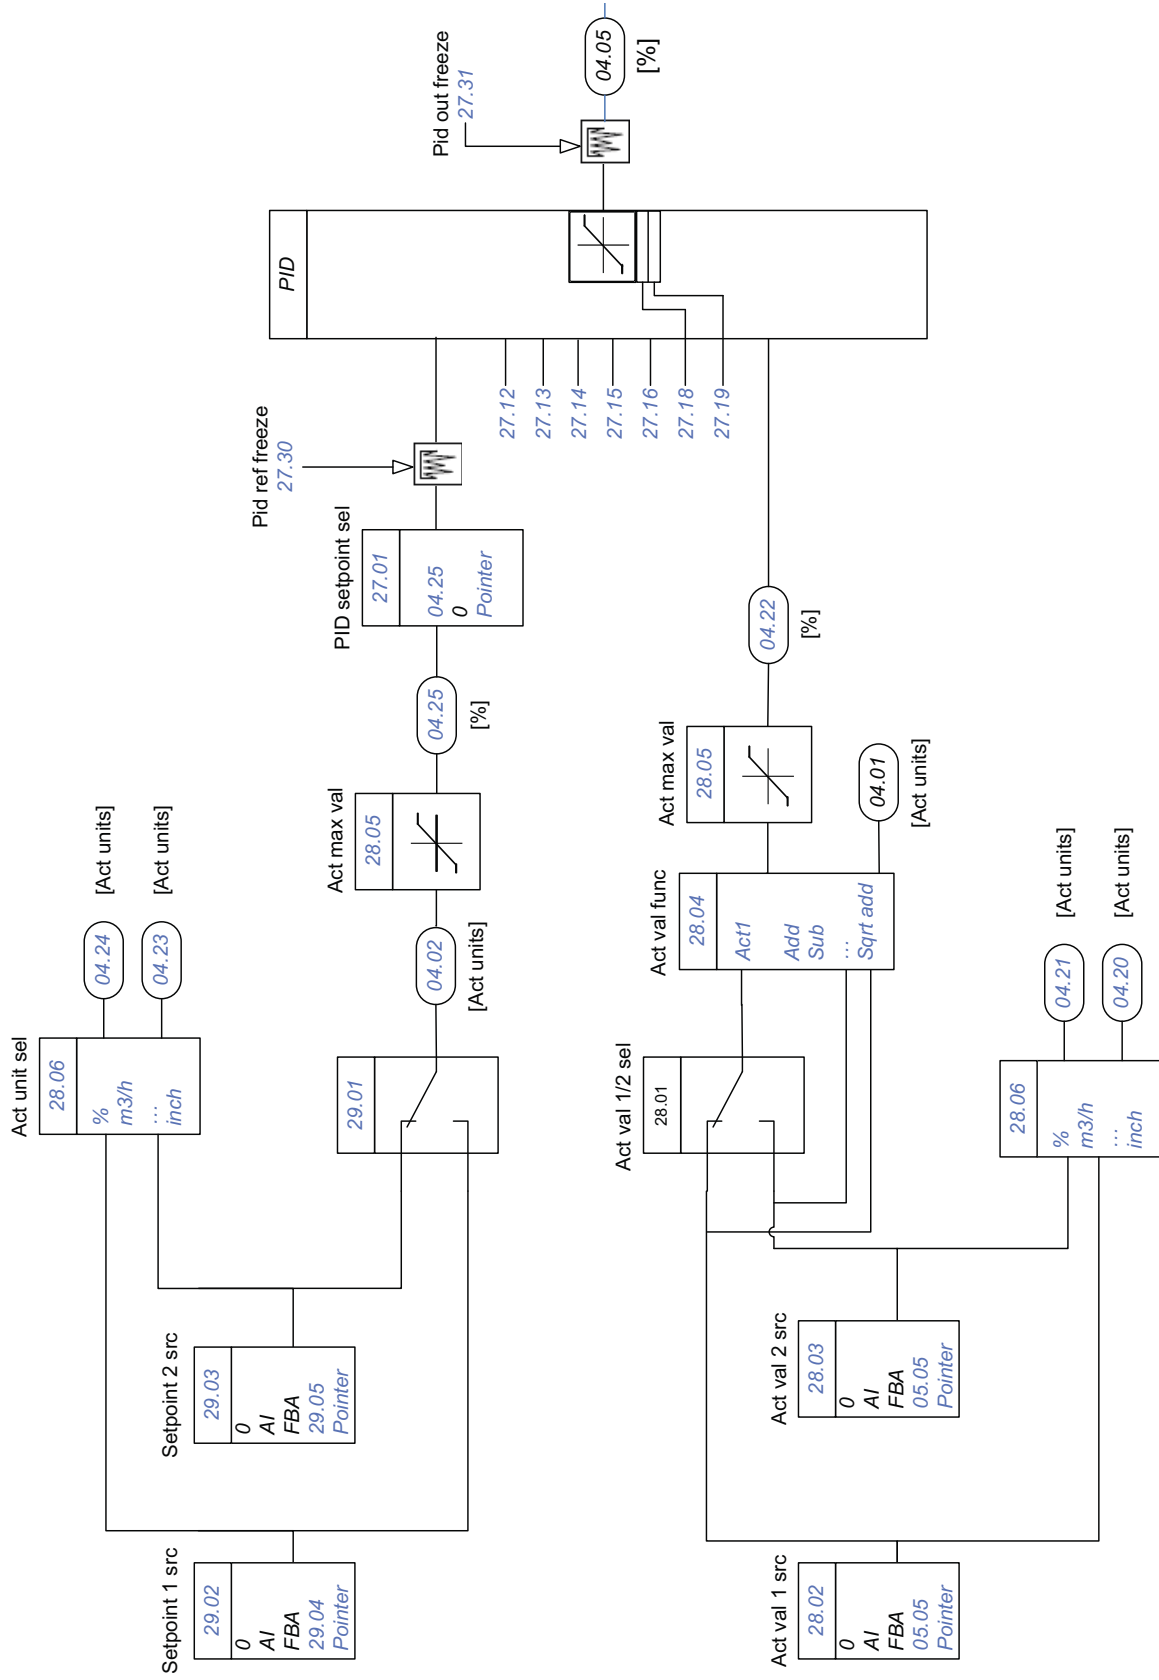 Setpoint 1 src
29.02
0
AI
FBA
29.04
Pointer
Setpoint 2 src
29.03
0
AI
FBA
29.05
Pointer
Act unit sel
28.06
%
m3/h
...
inch
04.24
[Act units]
04.23
[Act units]
29.01
04.02
[Act units]
Act max val
28.05
04.25
[%]
PID setpoint sel
27.01
04.25
0
Pointer
Pid ref freeze
27.30
PID
27.12
27.13
27.14
27.15
27.16
27.18
27.19
Pid out freeze
27.31
04.05
[%]
Act val 1 src
28.02
0
AI
FBA
05.05
Pointer
Act val 2 src
28.03
0
AI
FBA
05.05
Pointer
Act val 1/2 sel
28.01
Act val func
28.04
Act1
Add
Sub
...
Sqrt add
Act max val
28.05
04.22
[%]
04.01
[Act units]
28.06
%
m3/h
...
inch
04.21
[Act units]
04.20
[Act units]